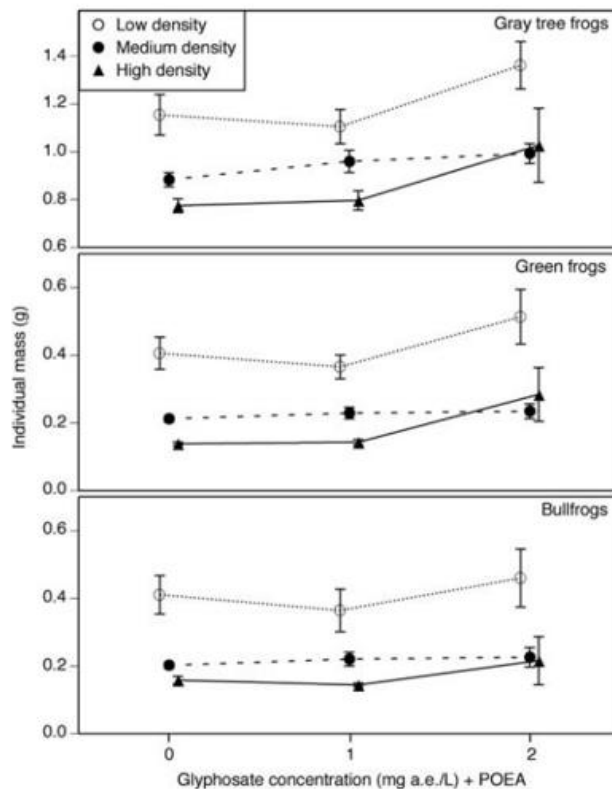 Low density
Medium density
High density
Gray tree frogs
1.4
1.2
1.0
0.8
0.6
Green frogs
0.6
0.4
0.2
0.0
Bullfrogs
0.6
0.4
0.2
0.0
Individual mass (g)
0 1 2
Glyphosate concentration (mg a.e./L) + POEA